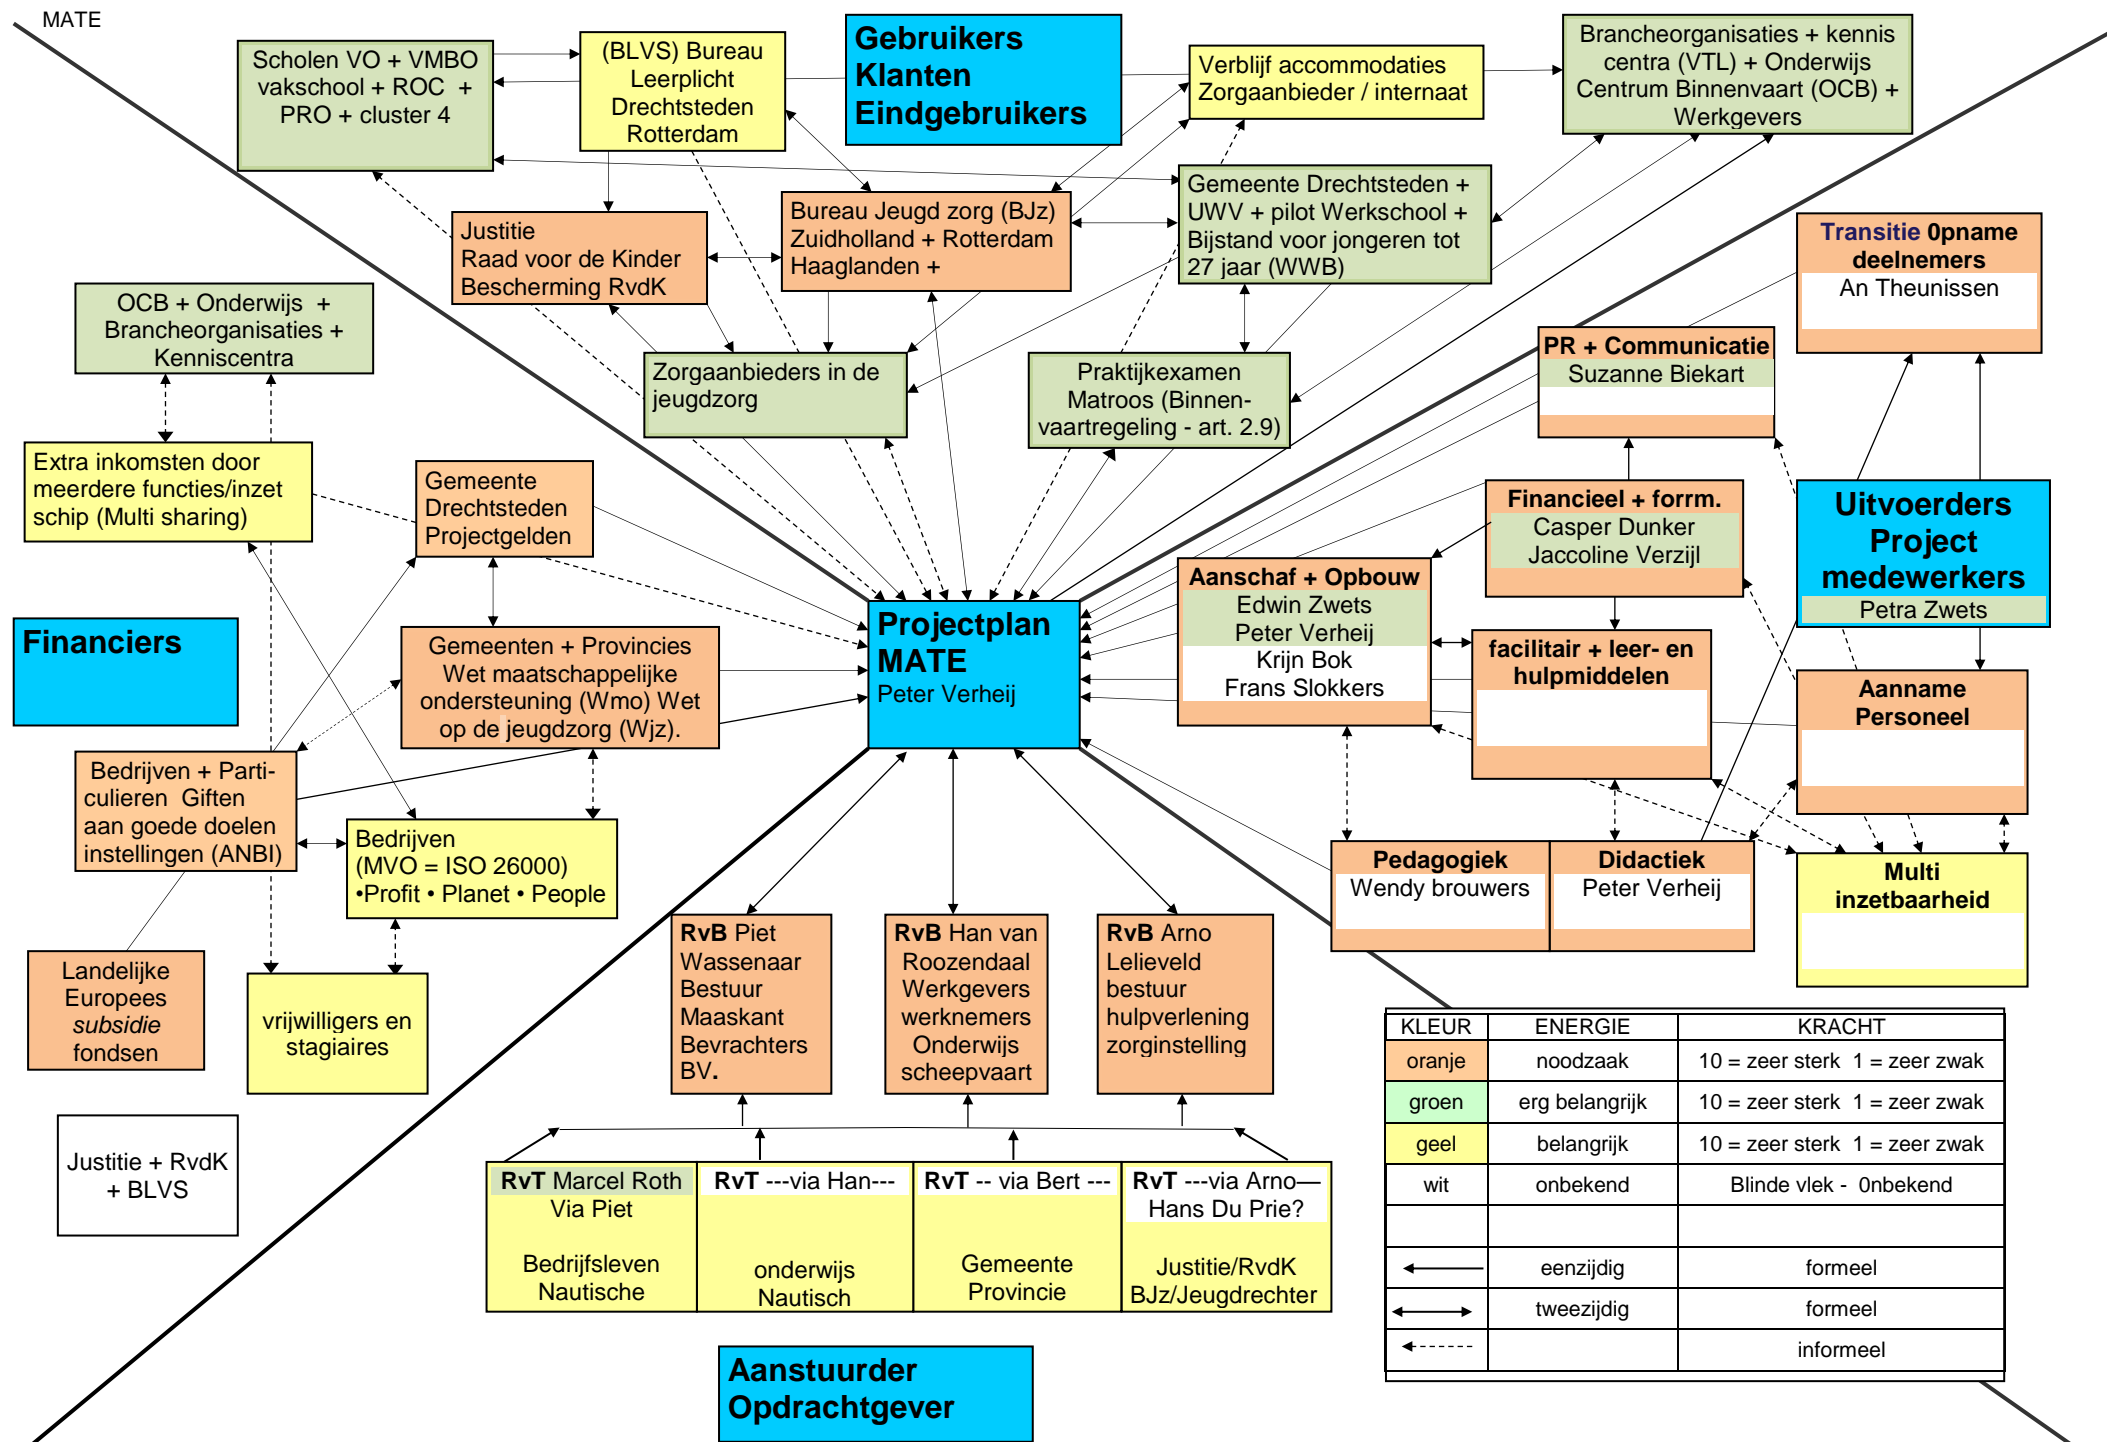 MATE
Scholen VO + VMBO
vakschool + ROC +
PRO + cluster 4
(BLVS) Bureau
Leerplicht
Drechtsteden
Rotterdam
Gebruikers
Klanten
Eindgebruikers
Verblijf accommodaties
Zorgaanbieder / internaat
Brancheorganisaties + kennis
centra (VTL) + Onderwijs
Centrum Binnenvaart (OCB) +
Werkgevers
Justitie
Raad voor de Kinder
Bescherming RvdK
Bureau Jeugd zorg (BJz)
Zuidholland + Rotterdam
Haaglanden +
Gemeente Drechtsteden +
UWV + pilot Werkschool +
Bijstand voor jongeren tot
27 jaar (WWB)
Transitie 0pname
deelnemers
An Theunissen
OCB + Onderwijs +
Brancheorganisaties +
Kenniscentra
Zorgaanbieders in de
jeugdzorg
Praktijkexamen
Matroos (Binnen-
vaartregeling - art. 2.9)
PR + Communicatie
Suzanne Biekart
Extra inkomsten door
meerdere functies/inzet
schip (Multi sharing)
Gemeente
Drechtsteden
Projectgelden
Financieel + forrm.
Casper Dunker
Jaccoline Verzijl
Uitvoerders
Project
medewerkers
Petra Zwets
Aanschaf + Opbouw
Edwin Zwets
Peter Verheij
Krijn Bok
Frans Slokkers
Financiers
Gemeenten + Provincies
Wet maatschappelijke
ondersteuning (Wmo) Wet
op de jeugdzorg (Wjz).
Projectplan
MATE
Peter Verheij
facilitair + leer- en
hulpmiddelen
Aanname
Personeel
Bedrijven + Parti-
culieren Giften
aan goede doelen
instellingen (ANBI)
Bedrijven
(MVO = ISO 26000)
•Profit • Planet • People
Pedagogiek
Wendy brouwers
Didactiek
Peter Verheij
Multi
inzetbaarheid
Landelijke
Europees
subsidie
fondsen
vrijwilligers en
stagiaires
RvB Piet
Wassenaar
Bestuur
Maaskant
Bevrachters
BV.
RvB Han van
Roozendaal
Werkgevers
werknemers
Onderwijs
scheepvaart
RvB Arno
Lelieveld
bestuur
hulpverlening
zorginstelling
Justitie + RvdK
+ BLVS
RvT Marcel Roth
Via Piet
Bedrijfsleven
Nautische
RvT ---via Han---
onderwijs
Nautisch
RvT -- via Bert ---
Gemeente
Provincie
RvT ---via Arno—
Hans Du Prie?
Justitie/RvdK
BJz/Jeugdrechter
KLEUR ENERGIE KRACHT
oranje noodzaak 10 = zeer sterk 1 = zeer zwak
groen erg belangrijk 10 = zeer sterk 1 = zeer zwak
geel belangrijk 10 = zeer sterk 1 = zeer zwak
wit onbekend Blinde vlek - 0nbekend
eenzijdig formeel
tweezijdig formeel
informeel
Aanstuurder
Opdrachtgever